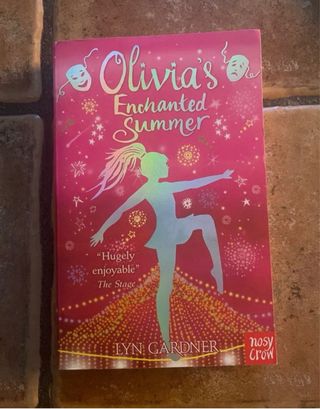 Olivia's
Enchanted
Summer
"Hugely
enjoyable"
The Stage
LYN GARDNER
nosy
crow